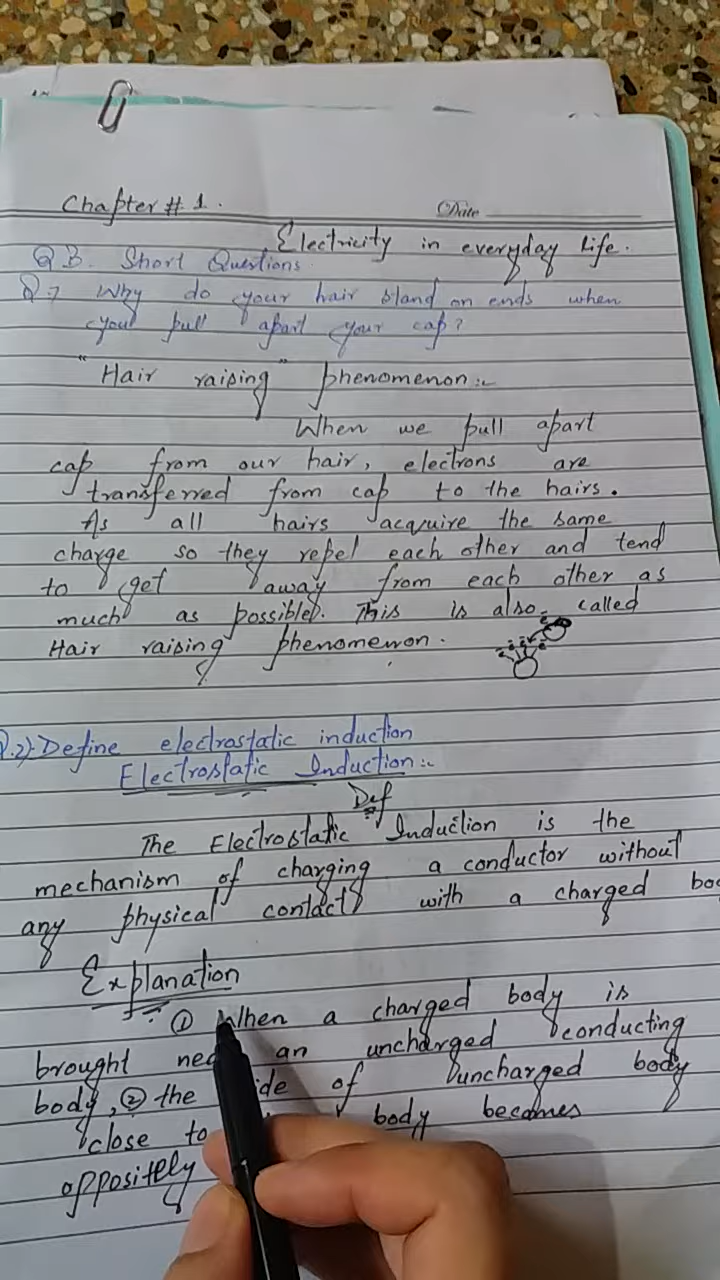 Chapter # 1.
Date
Electricity in everyday life.
Q B. Short Questions.
Q.1 Why do your hair stand on ends when
you pull apart your cap?
"Hair raising" phenomenon:-
When we pull apart
cap from our hair, electrons are
transferred from cap to the hairs.
As all hairs acquire the same
charge so they repel each other and tend
to get away from each other as
much as possible. This is also called
Hair raising phenomenon.
Q.2) Define electrostatic induction
Electrostatic Induction:-
Def
The Electrostatic Induction is the
mechanism of charging a conductor without
any physical contact with a charged
Explanation
① When a charged body is
brought an uncharged conducting
body, ② the of uncharged body
close to body becomes
oppositely